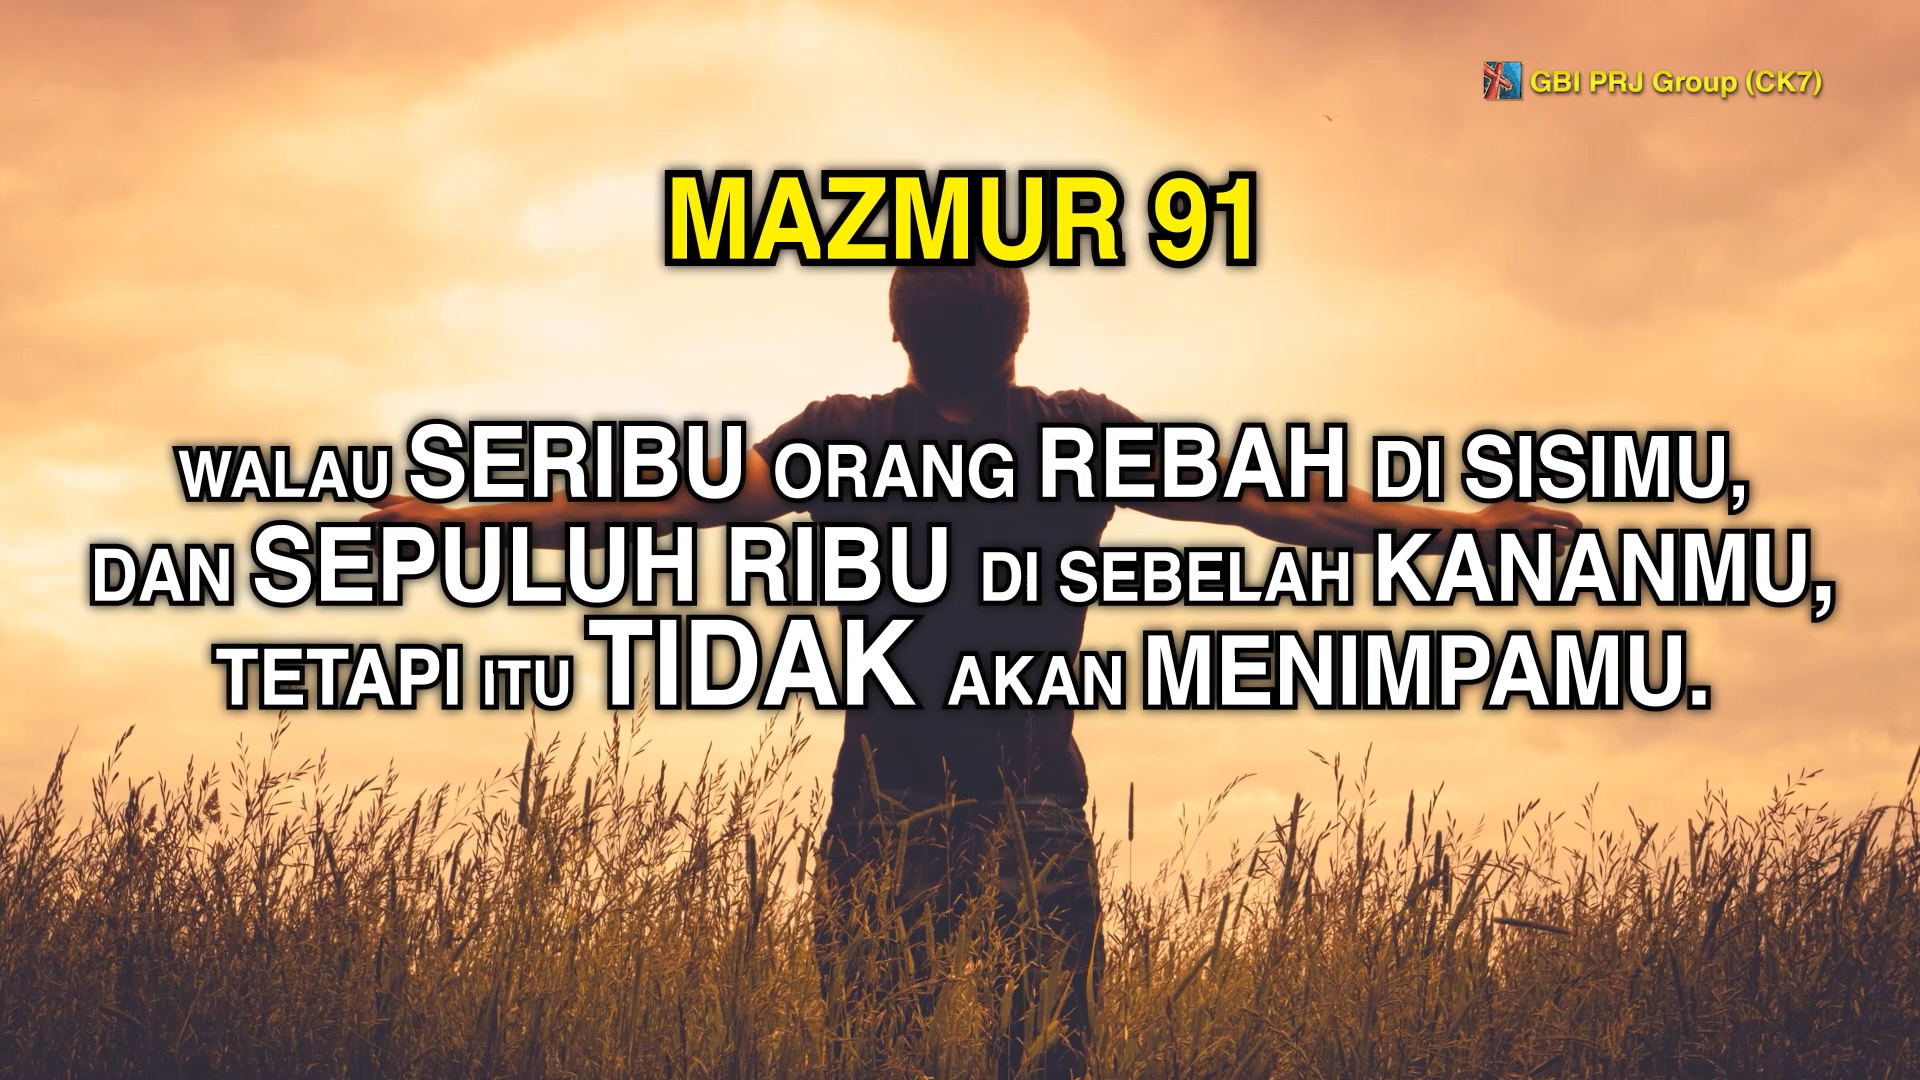 GBI PRJ Group (CK7)
MAZMUR 91
WALAU SERIBU ORANG REBAH DI SISIMU,
DAN SEPULUH RIBU DI SEBELAH KANANMU,
TETAPI ITU TIDAK AKAN MENIMPAMU.